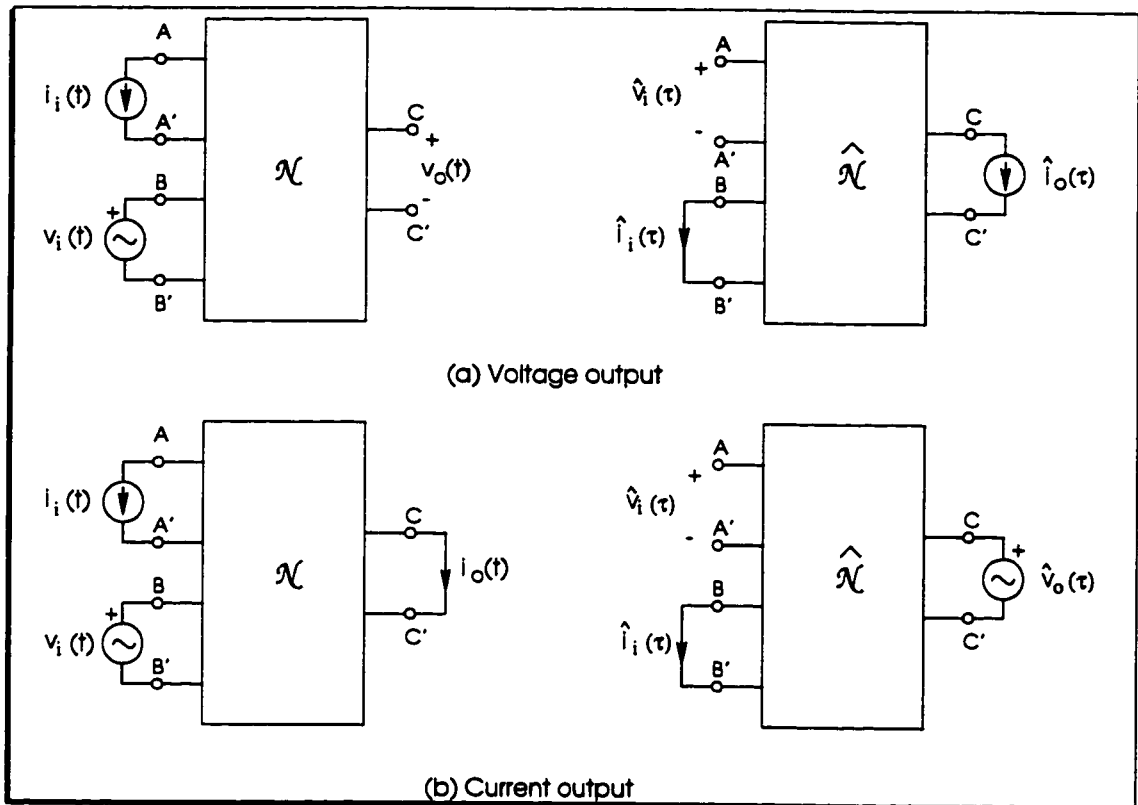 A
i_i(t)
A'
B
+
v_i(t)
B'
𝒩
C
+
v_o(t)
-
C'
A
+
v̂_i(τ)
-
A'
B
î_i(τ)
B'
𝒩̂
C
î_o(τ)
C'
(a) Voltage output
A
i_i(t)
A'
B
+
v_i(t)
B'
𝒩
C
i_o(t)
C'
A
+
v̂_i(τ)
-
A'
B
î_i(τ)
B'
𝒩̂
C
+
v̂_o(τ)
C'
(b) Current output